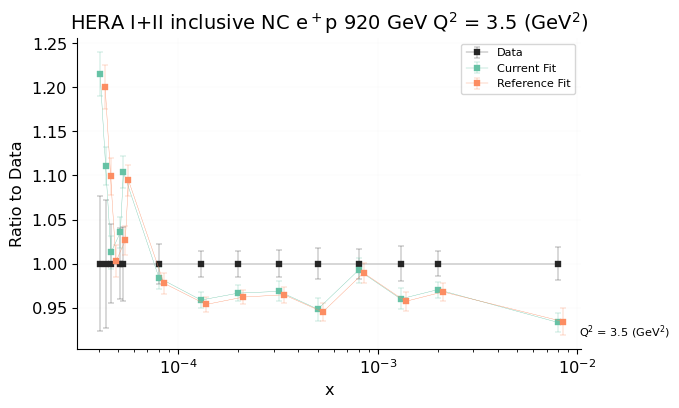 HERA I+II inclusive NC e⁺p 920 GeV Q² = 3.5 (GeV²)
1.25
1.20
1.15
1.10
1.05
1.00
0.95
Ratio to Data
Data
Current Fit
Reference Fit
Q² = 3.5 (GeV²)
10⁻⁴
10⁻³
10⁻²
x